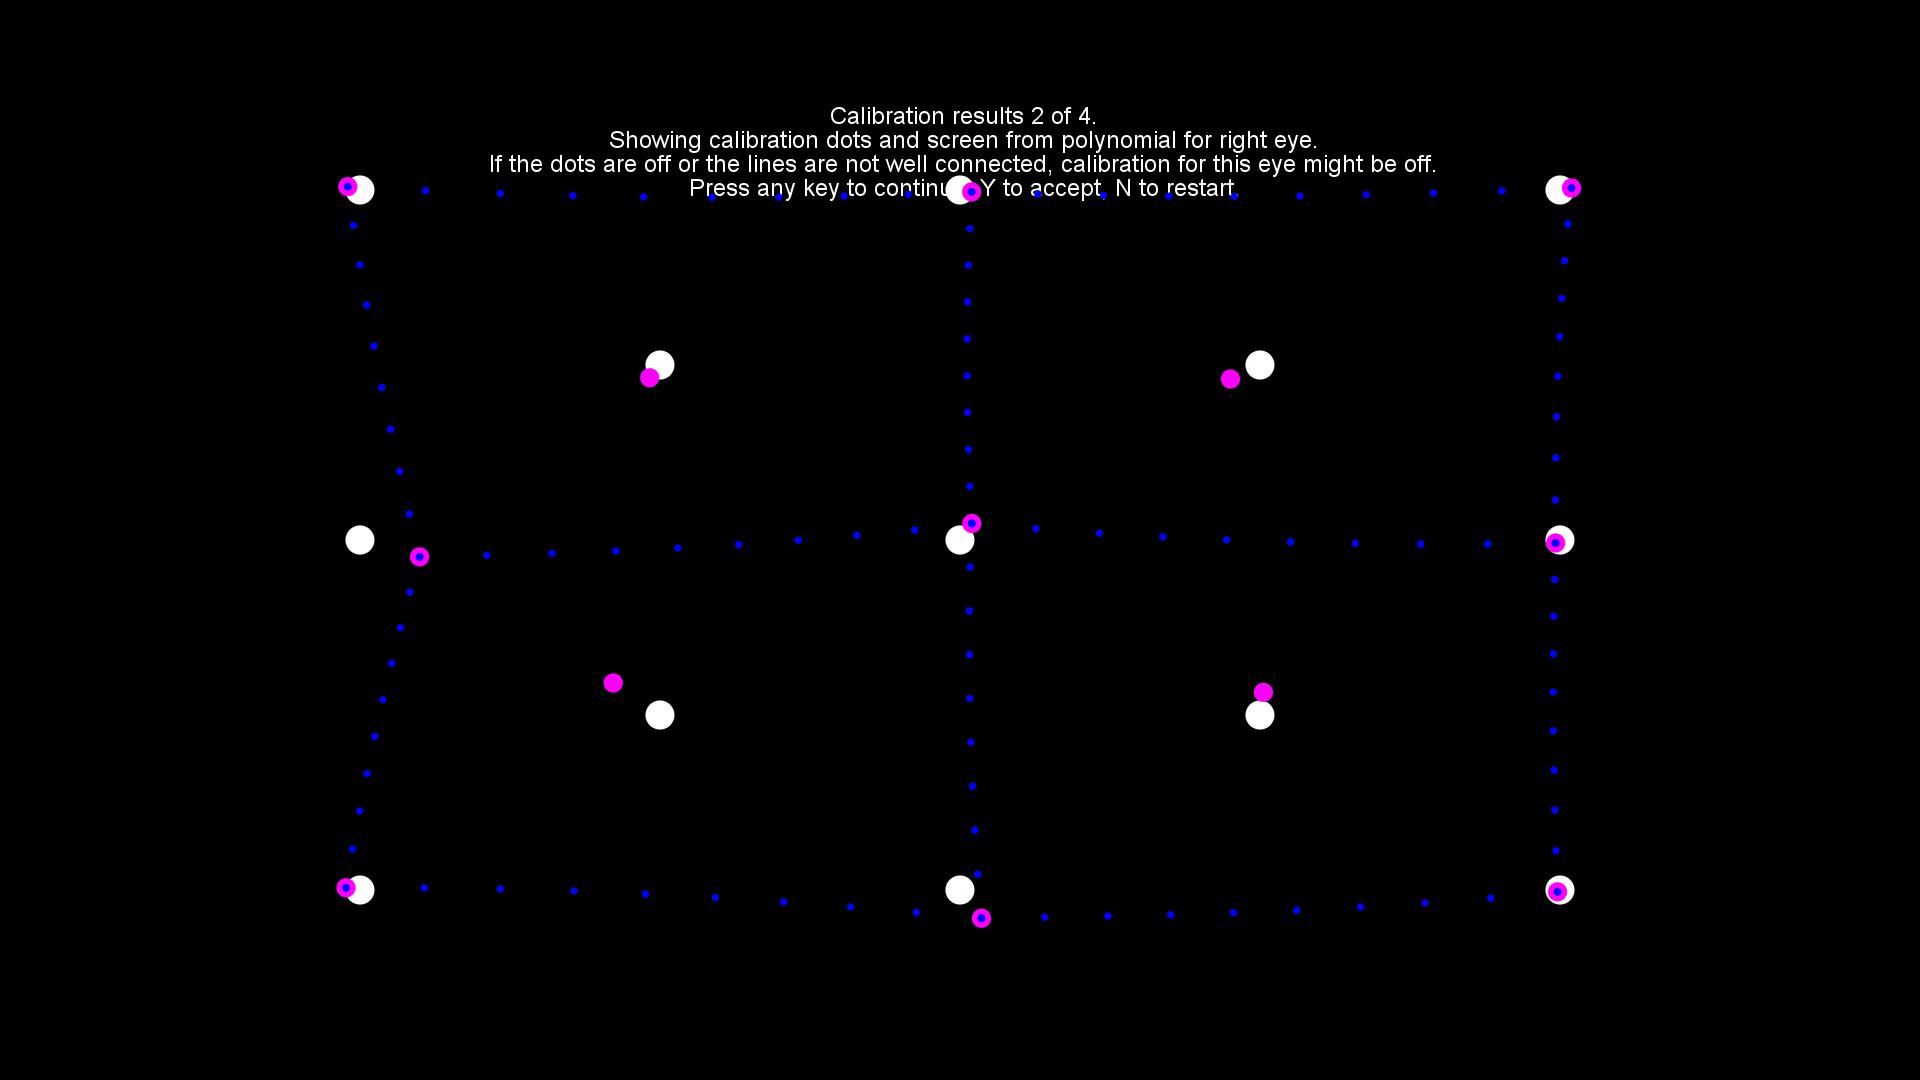 Calibration results 2 of 4.
Showing calibration dots and screen from polynomial for right eye.
If the dots are off or the lines are not well connected, calibration for this eye might be off.
Press any key to continue, Y to accept, N to restart.